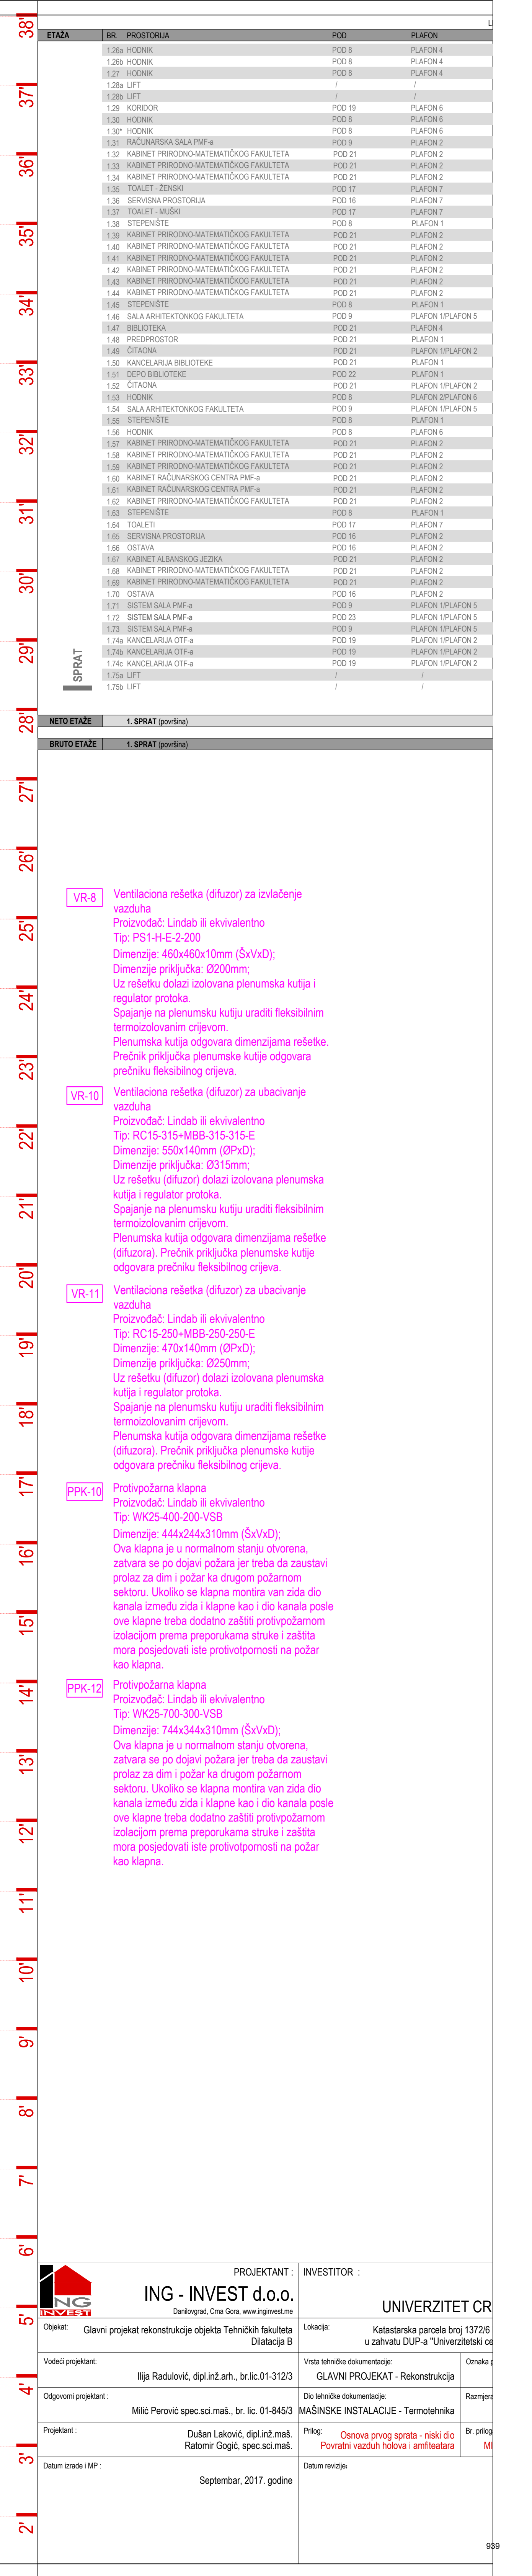 L
ETAŽA BR. PROSTORIJA POD PLAFON
1.26a HODNIK POD 8 PLAFON 4
1.26b HODNIK POD 8 PLAFON 4
1.27 HODNIK POD 8 PLAFON 4
1.28a LIFT / /
1.28b LIFT / /
1.29 KORIDOR POD 19 PLAFON 6
1.30 HODNIK POD 8 PLAFON 6
1.30* HODNIK POD 8 PLAFON 6
1.31 RAČUNARSKA SALA PMF-a POD 9 PLAFON 2
1.32 KABINET PRIRODNO-MATEMATIČKOG FAKULTETA POD 21 PLAFON 2
1.33 KABINET PRIRODNO-MATEMATIČKOG FAKULTETA POD 21 PLAFON 2
1.34 KABINET PRIRODNO-MATEMATIČKOG FAKULTETA POD 21 PLAFON 2
1.35 TOALET - ŽENSKI POD 17 PLAFON 7
1.36 SERVISNA PROSTORIJA POD 16 PLAFON 7
1.37 TOALET - MUŠKI POD 17 PLAFON 7
1.38 STEPENIŠTE POD 8 PLAFON 1
1.39 KABINET PRIRODNO-MATEMATIČKOG FAKULTETA POD 21 PLAFON 2
1.40 KABINET PRIRODNO-MATEMATIČKOG FAKULTETA POD 21 PLAFON 2
1.41 KABINET PRIRODNO-MATEMATIČKOG FAKULTETA POD 21 PLAFON 2
1.42 KABINET PRIRODNO-MATEMATIČKOG FAKULTETA POD 21 PLAFON 2
1.43 KABINET PRIRODNO-MATEMATIČKOG FAKULTETA POD 21 PLAFON 2
1.44 KABINET PRIRODNO-MATEMATIČKOG FAKULTETA POD 21 PLAFON 2
1.45 STEPENIŠTE POD 8 PLAFON 1
1.46 SALA ARHITEKTONKOG FAKULTETA POD 9 PLAFON 1/PLAFON 5
1.47 BIBLIOTEKA POD 21 PLAFON 4
1.48 PREDPROSTOR POD 21 PLAFON 1
1.49 ČITAONA POD 21 PLAFON 1/PLAFON 2
1.50 KANCELARIJA BIBLIOTEKE POD 21 PLAFON 1
1.51 DEPO BIBLIOTEKE POD 22 PLAFON 1
1.52 ČITAONA POD 21 PLAFON 1/PLAFON 2
1.53 HODNIK POD 8 PLAFON 2/PLAFON 6
1.54 SALA ARHITEKTONKOG FAKULTETA POD 9 PLAFON 1/PLAFON 5
1.55 STEPENIŠTE POD 8 PLAFON 1
1.56 HODNIK POD 8 PLAFON 6
1.57 KABINET PRIRODNO-MATEMATIČKOG FAKULTETA POD 21 PLAFON 2
1.58 KABINET PRIRODNO-MATEMATIČKOG FAKULTETA POD 21 PLAFON 2
1.59 KABINET PRIRODNO-MATEMATIČKOG FAKULTETA POD 21 PLAFON 2
1.60 KABINET RAČUNARSKOG CENTRA PMF-a POD 21 PLAFON 2
1.61 KABINET RAČUNARSKOG CENTRA PMF-a POD 21 PLAFON 2
1.62 KABINET PRIRODNO-MATEMATIČKOG FAKULTETA POD 21 PLAFON 2
1.63 STEPENIŠTE POD 8 PLAFON 1
1.64 TOALETI POD 17 PLAFON 7
1.65 SERVISNA PROSTORIJA POD 16 PLAFON 2
1.66 OSTAVA POD 16 PLAFON 2
1.67 KABINET ALBANSKOG JEZIKA POD 21 PLAFON 2
1.68 KABINET PRIRODNO-MATEMATIČKOG FAKULTETA POD 21 PLAFON 2
1.69 KABINET PRIRODNO-MATEMATIČKOG FAKULTETA POD 21 PLAFON 2
1.70 OSTAVA POD 16 PLAFON 2
1.71 SISTEM SALA PMF-a POD 9 PLAFON 1/PLAFON 5
1.72 SISTEM SALA PMF-a POD 23 PLAFON 1/PLAFON 5
1.73 SISTEM SALA PMF-a POD 9 PLAFON 1/PLAFON 5
1.74a KANCELARIJA OTF-a POD 19 PLAFON 1/PLAFON 2
1.74b KANCELARIJA OTF-a POD 19 PLAFON 1/PLAFON 2
1.74c KANCELARIJA OTF-a POD 19 PLAFON 1/PLAFON 2
1.75a LIFT / /
1.75b LIFT / /
SPRAT
NETO ETAŽE 1. SPRAT (površina)
BRUTO ETAŽE 1. SPRAT (površina)
VR-8 Ventilaciona rešetka (difuzor) za izvlačenje
vazduha
Proizvođač: Lindab ili ekvivalentno
Tip: PS1-H-E-2-200
Dimenzije: 460x460x10mm (ŠxVxD);
Dimenzije priključka: Ø200mm;
Uz rešetku dolazi izolovana plenumska kutija i
regulator protoka.
Spajanje na plenumsku kutiju uraditi fleksibilnim
termoizolovanim crijevom.
Plenumska kutija odgovara dimenzijama rešetke.
Prečnik priključka plenumske kutije odgovara
prečniku fleksibilnog crijeva.
VR-10 Ventilaciona rešetka (difuzor) za ubacivanje
vazduha
Proizvođač: Lindab ili ekvivalentno
Tip: RC15-315+MBB-315-315-E
Dimenzije: 550x140mm (ØPxD);
Dimenzije priključka: Ø315mm;
Uz rešetku (difuzor) dolazi izolovana plenumska
kutija i regulator protoka.
Spajanje na plenumsku kutiju uraditi fleksibilnim
termoizolovanim crijevom.
Plenumska kutija odgovara dimenzijama rešetke
(difuzora). Prečnik priključka plenumske kutije
odgovara prečniku fleksibilnog crijeva.
VR-11 Ventilaciona rešetka (difuzor) za ubacivanje
vazduha
Proizvođač: Lindab ili ekvivalentno
Tip: RC15-250+MBB-250-250-E
Dimenzije: 470x140mm (ØPxD);
Dimenzije priključka: Ø250mm;
Uz rešetku (difuzor) dolazi izolovana plenumska
kutija i regulator protoka.
Spajanje na plenumsku kutiju uraditi fleksibilnim
termoizolovanim crijevom.
Plenumska kutija odgovara dimenzijama rešetke
(difuzora). Prečnik priključka plenumske kutije
odgovara prečniku fleksibilnog crijeva.
PPK-10 Protivpožarna klapna
Proizvođač: Lindab ili ekvivalentno
Tip: WK25-400-200-VSB
Dimenzije: 444x244x310mm (ŠxVxD);
Ova klapna je u normalnom stanju otvorena,
zatvara se po dojavi požara jer treba da zaustavi
prolaz za dim i požar ka drugom požarnom
sektoru. Ukoliko se klapna montira van zida dio
kanala između zida i klapne kao i dio kanala posle
ove klapne treba dodatno zaštiti protivpožarnom
izolacijom prema preporukama struke i zaštita
mora posjedovati iste protivotpornosti na požar
kao klapna.
PPK-12 Protivpožarna klapna
Proizvođač: Lindab ili ekvivalentno
Tip: WK25-700-300-VSB
Dimenzije: 744x344x310mm (ŠxVxD);
Ova klapna je u normalnom stanju otvorena,
zatvara se po dojavi požara jer treba da zaustavi
prolaz za dim i požar ka drugom požarnom
sektoru. Ukoliko se klapna montira van zida dio
kanala između zida i klapne kao i dio kanala posle
ove klapne treba dodatno zaštiti protivpožarnom
izolacijom prema preporukama struke i zaštita
mora posjedovati iste protivotpornosti na požar
kao klapna.
38'
37'
36'
35'
34'
33'
32'
31'
30'
29'
28'
27'
26'
25'
24'
23'
22'
21'
20'
19'
18'
17'
16'
15'
14'
13'
12'
11'
10'
9'
8'
7'
6'
5'
4'
3'
2'
ING INVEST
PROJEKTANT : INVESTITOR :
ING - INVEST d.o.o.
Danilovgrad, Crna Gora, www.inginvest.me
UNIVERZITET CR
Objekat: Glavni projekat rekonstrukcije objekta Tehničkih fakulteta
Dilatacija B
Lokacija: Katastarska parcela broj 1372/6
u zahvatu DUP-a "Univerzitetski ce
Vodeći projektant:
Ilija Radulović, dipl.inž.arh., br.lic.01-312/3
Vrsta tehničke dokumentacije:
GLAVNI PROJEKAT - Rekonstrukcija
Oznaka p
Odgovorni projektant :
Milić Perović spec.sci.maš., br. lic. 01-845/3
Dio tehničke dokumentacije:
MAŠINSKE INSTALACIJE - Termotehnika
Razmjera
Projektant :
Dušan Laković, dipl.inž.maš.
Ratomir Gogić, spec.sci.maš.
Prilog: Osnova prvog sprata - niski dio
Povratni vazduh holova i amfiteatara
Br. prilog
MI
Datum izrade i MP :
Septembar, 2017. godine
Datum revizije:
939